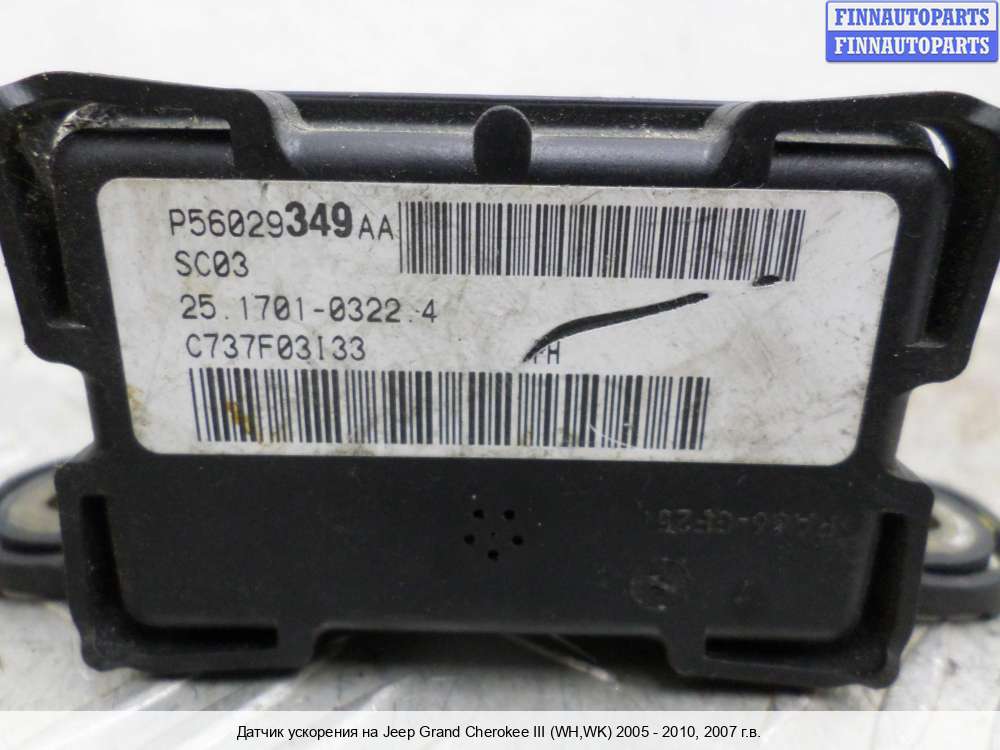 FINNAUTOPARTS
FINNAUTOPARTS
P56029349AA
SC03
25.1701-0322.4
C737F03133
Датчик ускорения на Jeep Grand Cherokee III (WH,WK) 2005 - 2010, 2007 г.в.